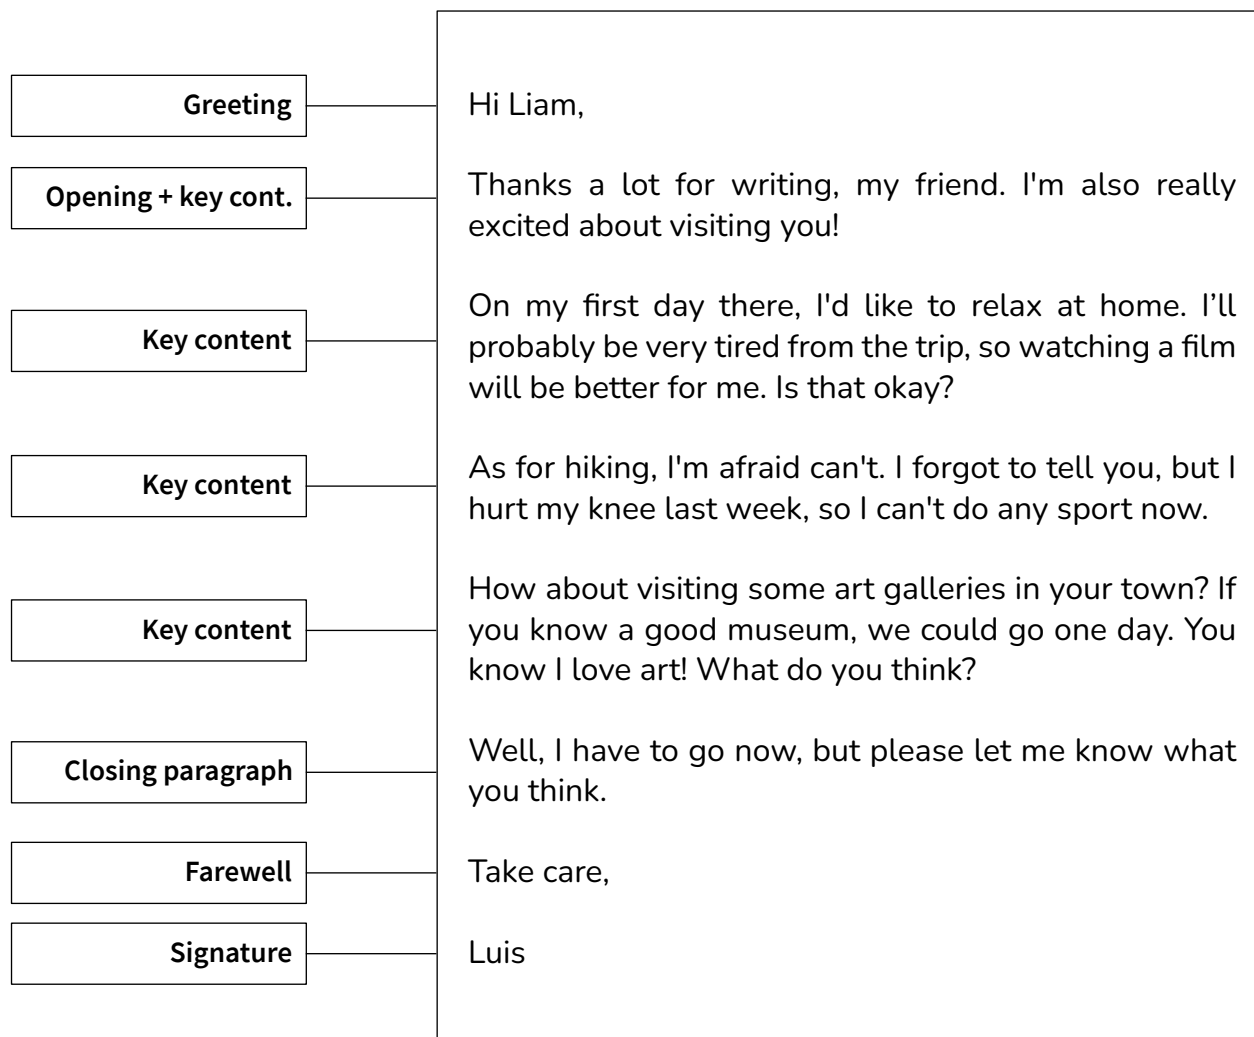 Greeting
Hi Liam,
Opening + key cont.
Thanks a lot for writing, my friend. I'm also really
excited about visiting you!
Key content
On my first day there, I'd like to relax at home. I’ll
probably be very tired from the trip, so watching a film
will be better for me. Is that okay?
Key content
As for hiking, I'm afraid can't. I forgot to tell you, but I
hurt my knee last week, so I can't do any sport now.
Key content
How about visiting some art galleries in your town? If
you know a good museum, we could go one day. You
know I love art! What do you think?
Closing paragraph
Well, I have to go now, but please let me know what
you think.
Farewell
Take care,
Signature
Luis